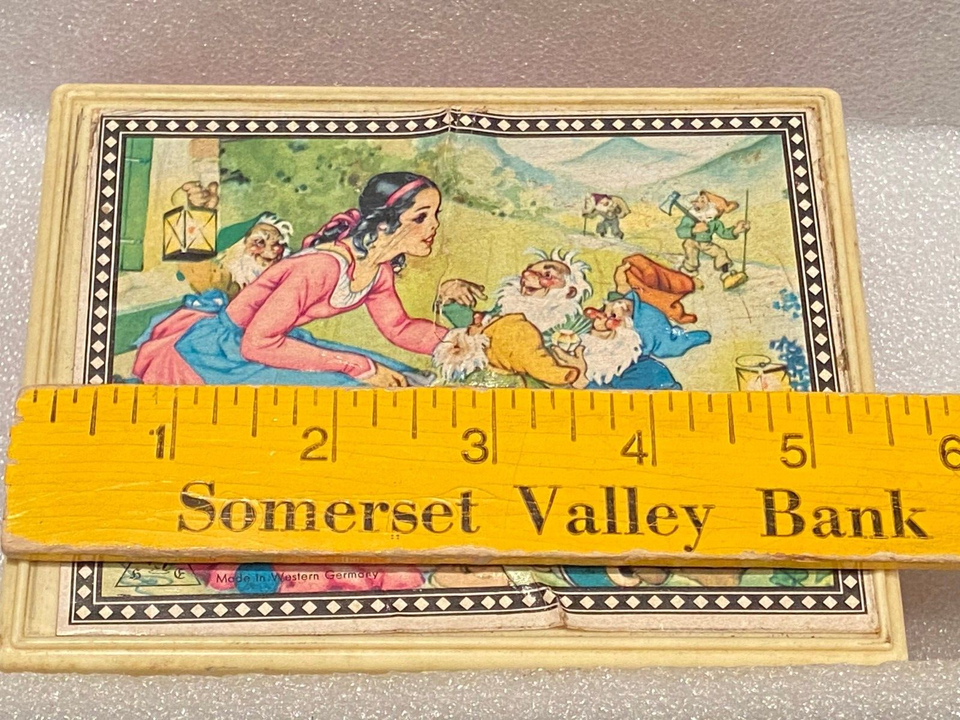 1 2 3 4 5 6
Somerset Valley Bank
Made In Western Germany